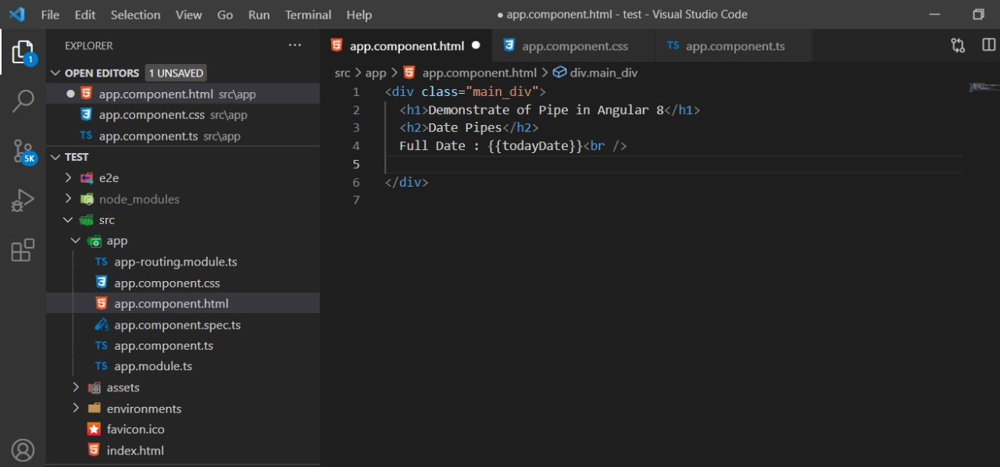 File Edit Selection View Go Run Terminal Help
● app.component.html - test - Visual Studio Code
1
5K
EXPLORER ...
OPEN EDITORS 1 UNSAVED
app.component.html src\app
app.component.css src\app
TS app.component.ts src\app
TEST
e2e
node_modules
src
app
TS app-routing.module.ts
app.component.css
app.component.html
app.component.spec.ts
TS app.component.ts
TS app.module.ts
assets
environments
favicon.ico
index.html
app.component.html ● app.component.css TS app.component.ts
src > app > app.component.html > div.main_div
1 <div class="main_div">
2 <h1>Demonstrate of Pipe in Angular 8</h1>
3 <h2>Date Pipes</h2>
4 Full Date : {{todayDate}}<br />
5
6 </div>
7